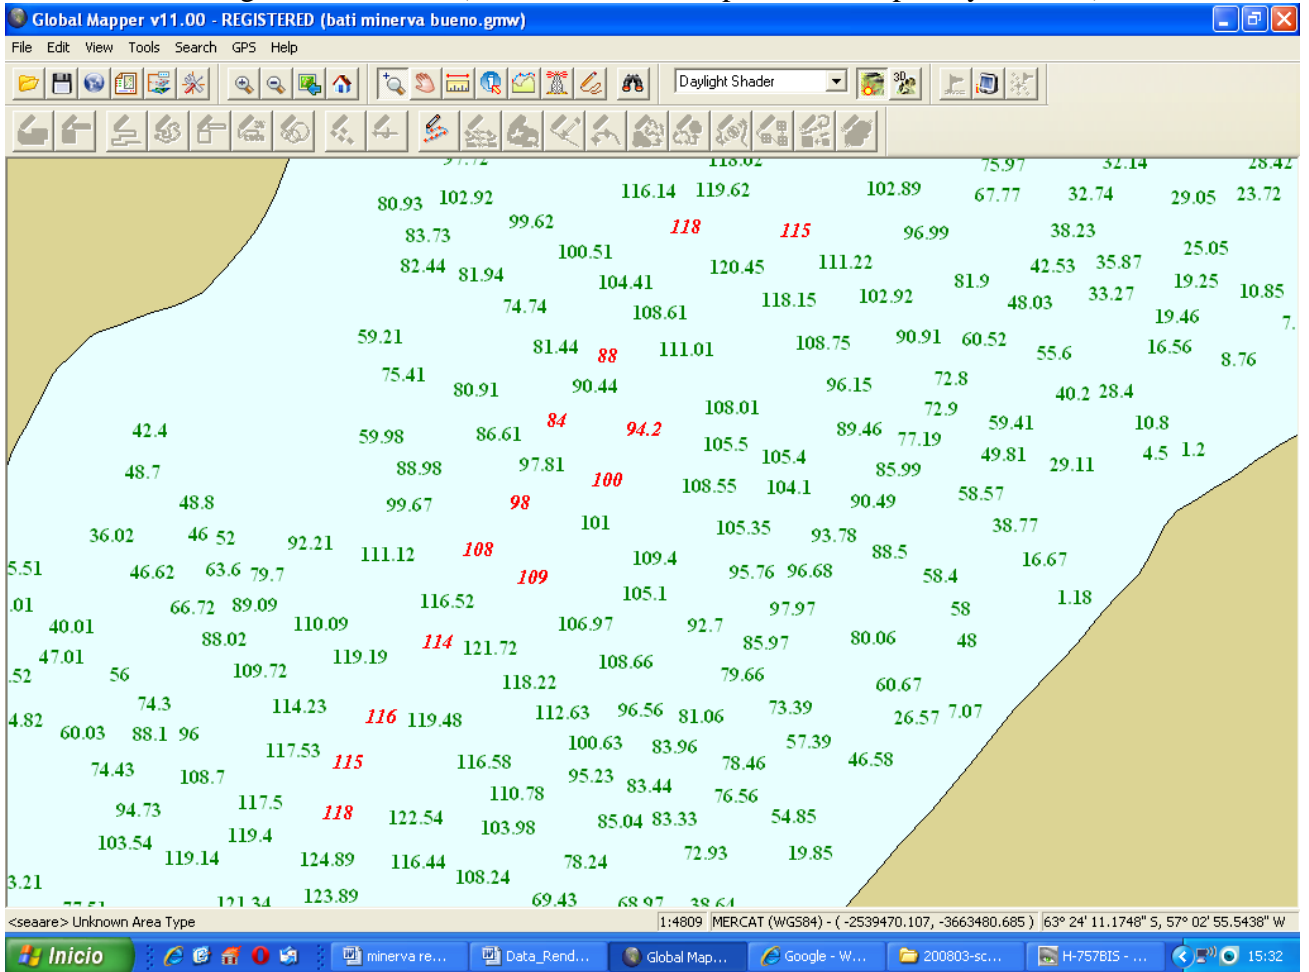 Global Mapper v11.00 - REGISTERED (bati minerva bueno.gmw)
File Edit View Tools Search GPS Help
Daylight Shader
118.02 75.97 32.14 28.42
80.93 102.92 116.14 119.62 102.89 67.77 32.74 29.05 23.72
83.73 99.62 118 115 96.99 38.23
82.44 81.94 100.51 120.45 111.22 42.53 35.87 25.05
104.41 81.9 19.25 10.85
74.74 108.61 118.15 102.92 48.03 33.27 19.46 7.
59.21 81.44 88 111.01 108.75 90.91 60.52 55.6 16.56 8.76
75.41 80.91 90.44 96.15 72.8 40.2 28.4
42.4 59.98 86.61 84 94.2 108.01 89.46 72.9 59.41 10.8
48.7 88.98 97.81 105.5 105.4 77.19 49.81 29.11 4.5 1.2
48.8 99.67 98 100 108.55 104.1 85.99 90.49 58.57
36.02 46 52 92.21 111.12 108 101 105.35 93.78 88.5 38.77
5.51 46.62 63.6 79.7 109 109.4 95.76 96.68 58.4 16.67
.01 66.72 89.09 116.52 105.1 97.97 58 1.18
40.01 88.02 110.09 114 121.72 106.97 92.7 85.97 80.06 48
47.01 119.19
.52 56 109.72 118.22 108.66 79.66 60.67
4.82 74.3 114.23 116 119.48 112.63 96.56 81.06 73.39 26.57 7.07
60.03 88.1 96 117.53 115 116.58 100.63 83.96 57.39
74.43 108.7 95.23 83.44 78.46 46.58
94.73 117.5 118 122.54 110.78 76.56
103.54 119.4 103.98 85.04 83.33 54.85
119.14 124.89 116.44 78.24 72.93 19.85
3.21 108.24
121.34 123.89 69.43 68.97 38.64
<seaare> Unknown Area Type 1:4809 MERCAT (WGS84) - ( -2539470.107, -3663480.685 ) 63° 24' 11.1748" S, 57° 02' 55.5438" W
Inicio minerva re... Data_Rend... Global Map... Google - W... 200803-sc... H-757BIS - ... 15:32